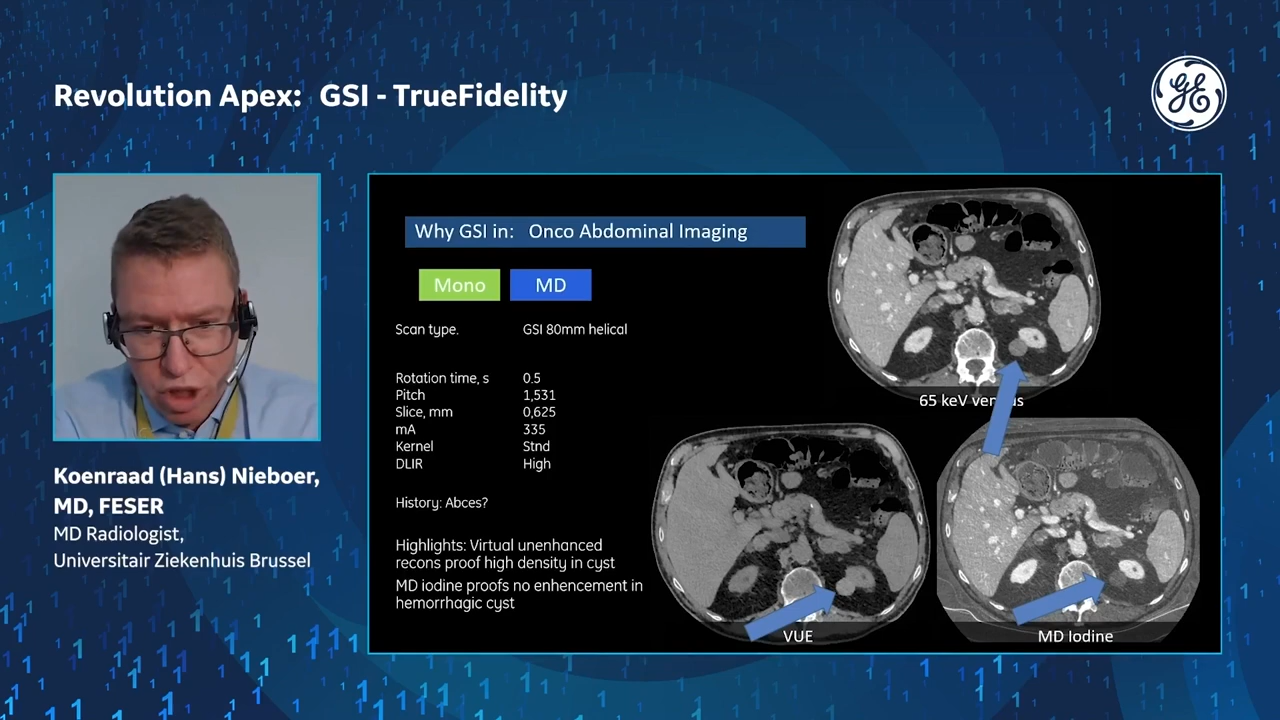 Revolution Apex: GSI - TrueFidelity
GE
Koenraad (Hans) Nieboer,
MD, FESER
MD Radiologist,
Universitair Ziekenhuis Brussel
Why GSI in: Onco Abdominal Imaging
Mono MD
Scan type. GSI 80mm helical
Rotation time, s 0.5
Pitch 1,531
Slice, mm 0,625
mA 335
Kernel Stnd
DLIR High
History: Abces?
Highlights: Virtual unenhanced
recons proof high density in cyst
MD iodine proofs no enhencement in
hemorrhagic cyst
65 keV
VUE
MD Iodine